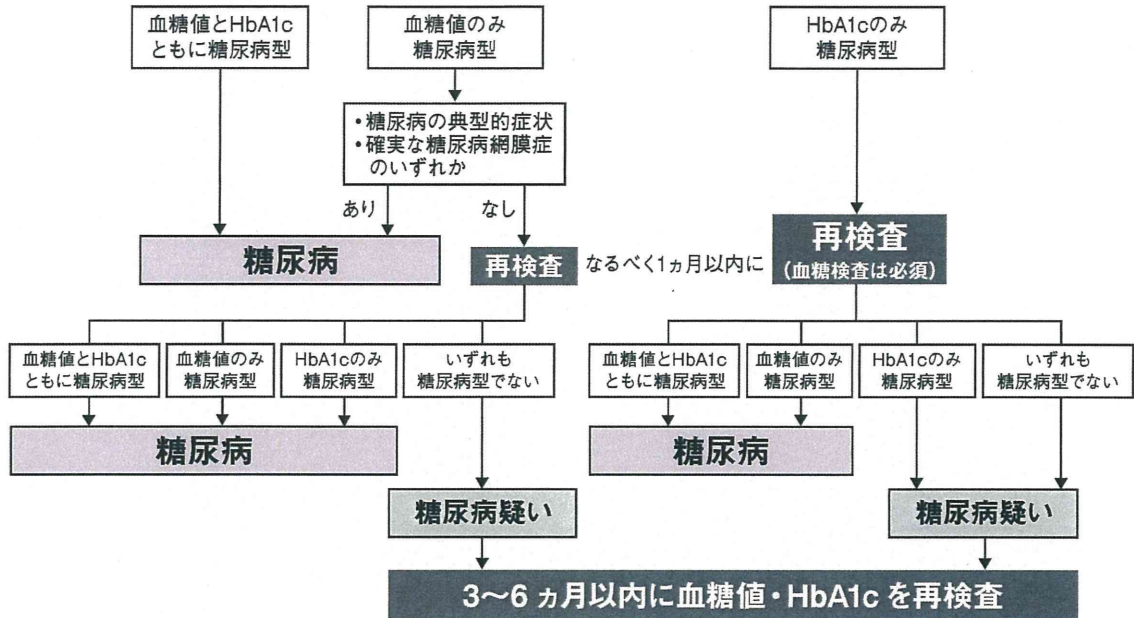 血糖値とHbA1c
ともに糖尿病型
血糖値のみ
糖尿病型
HbA1cのみ
糖尿病型
・糖尿病の典型的症状
・確実な糖尿病網膜症
のいずれか
あり
なし
糖尿病
再検査
なるべく1ヵ月以内に
再検査
(血糖検査は必須)
血糖値とHbA1c
ともに糖尿病型
血糖値のみ
糖尿病型
HbA1cのみ
糖尿病型
いずれも
糖尿病型でない
血糖値とHbA1c
ともに糖尿病型
血糖値のみ
糖尿病型
HbA1cのみ
糖尿病型
いずれも
糖尿病型でない
糖尿病
糖尿病
糖尿病疑い
糖尿病疑い
3～6 ヵ月以内に血糖値・HbA1c を再検査